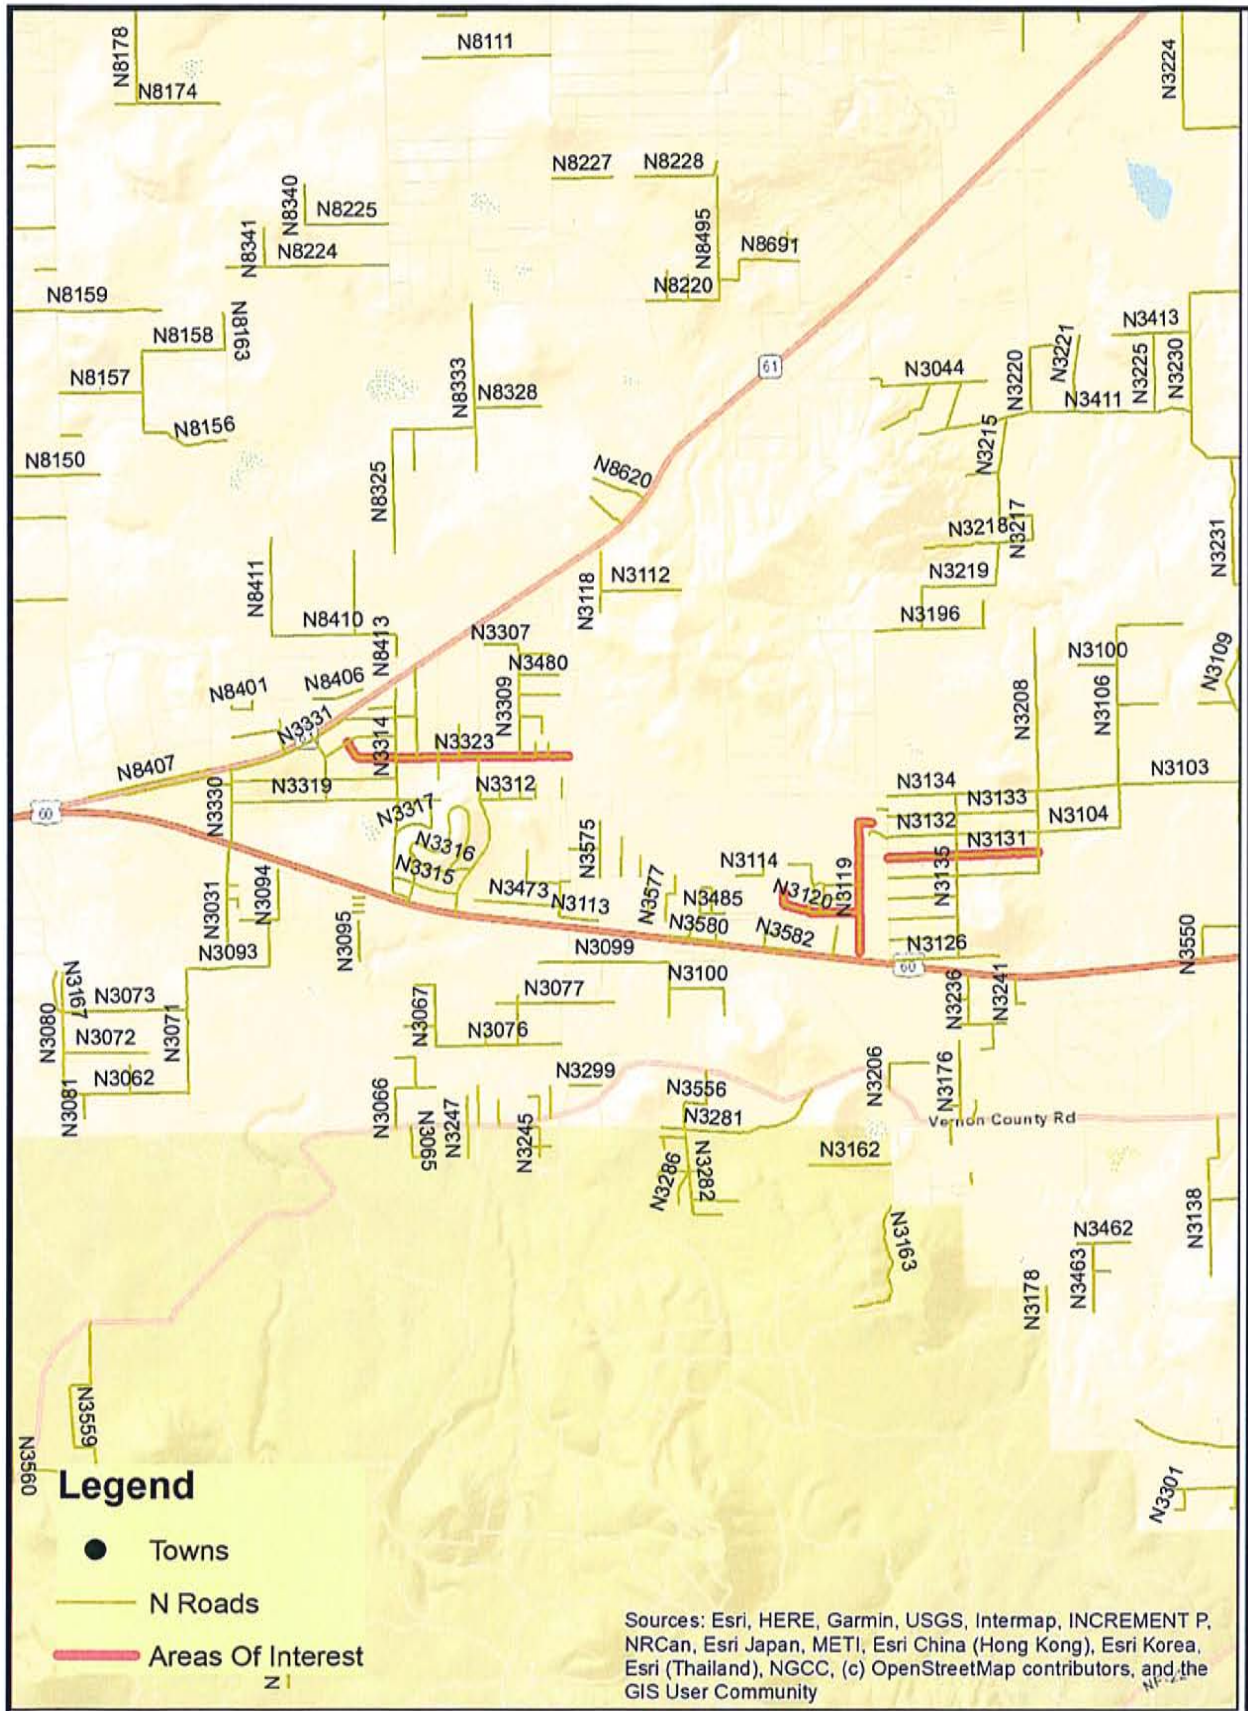 N8178
N8111
N3224
N8174
N8227
N8228
N8340
N8225
N8495
N8341
N8224
N8691
N8220
N8159
N8163
N8158
N3413
N3221
N3220
N3225
N3230
61
N8333
N3044
N8157
N8328
N3411
N8156
N3215
N8150
N8325
N8620
N3217
N3218
N3231
N8411
N3112
N3118
N3219
N8410
N3196
N8413
N3307
N3100
N3109
N3480
N8406
N8401
N3309
N3208
N3106
N3331
N3314
N3323
N8407
N3319
N3312
N3134
N3103
N3330
N3317
N3133
60
N3132
N3104
N3316
N3575
N3131
N3315
N3114
N3119
N3135
N3094
N3577
N3120
N3031
N3473
N3485
N3113
N3580
N3582
N3095
N3126
N3550
N3093
N3099
60
N3100
N3167
N3073
N3077
N3236
N3241
N3080
N3071
N3067
N3072
N3076
N3206
N3176
N3062
N3299
N3081
N3066
N3556
N3247
N3281
Vernon County Rd
N3065
N3245
N3162
N3286
N3282
N3138
N3163
N3462
N3463
N3178
N3559
N3560
N3301
Legend
Towns
N Roads
Areas Of Interest
N
Sources: Esri, HERE, Garmin, USGS, Intermap, INCREMENT P,
NRCan, Esri Japan, METI, Esri China (Hong Kong), Esri Korea,
Esri (Thailand), NGCC, (c) OpenStreetMap contributors, and the
GIS User Community